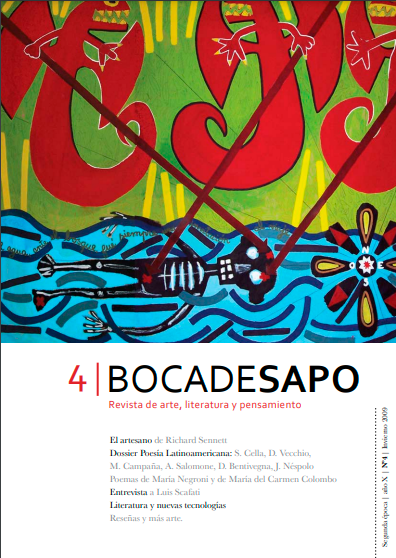 N
O E
S
4 | BOCADESAPO
Revista de arte, literatura y pensamiento
El artesano de Richard Sennett
Dossier Poesía Latinoamericana: S. Cella, D. Vecchio,
M. Campaña, A. Salomone, D. Bentivegna, J. Néspolo
Poemas de María Negroni y de María del Carmen Colombo
Entrevista a Luis Scafati
Literatura y nuevas tecnologías
Reseñas y más arte.
Segunda época | año X | Nº4 | Invierno 2009